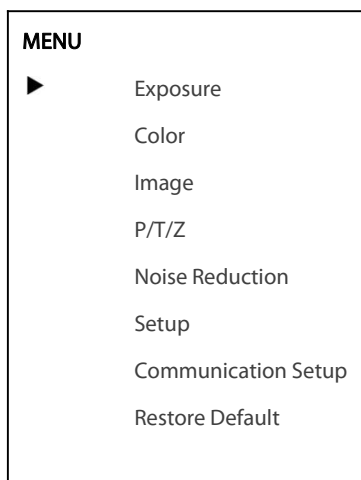 MENU
Exposure
Color
Image
P/T/Z
Noise Reduction
Setup
Communication Setup
Restore Default